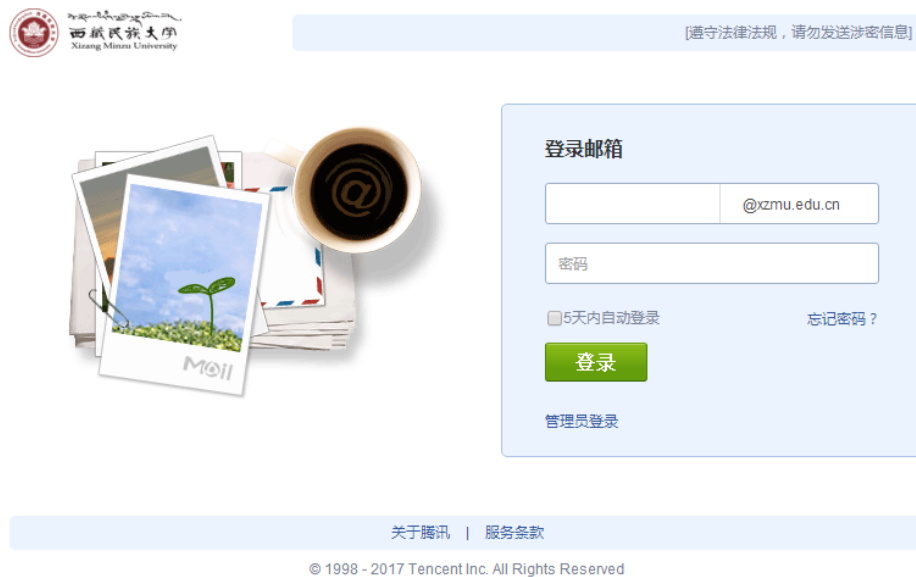 西藏民族大学
Xizang Minzu University
[遵守法律法规，请勿发送涉密信息]
登录邮箱
@xzmu.edu.cn
密码
5天内自动登录
忘记密码？
登录
管理员登录
@
Mail
关于腾讯 | 服务条款
© 1998 - 2017 Tencent Inc. All Rights Reserved